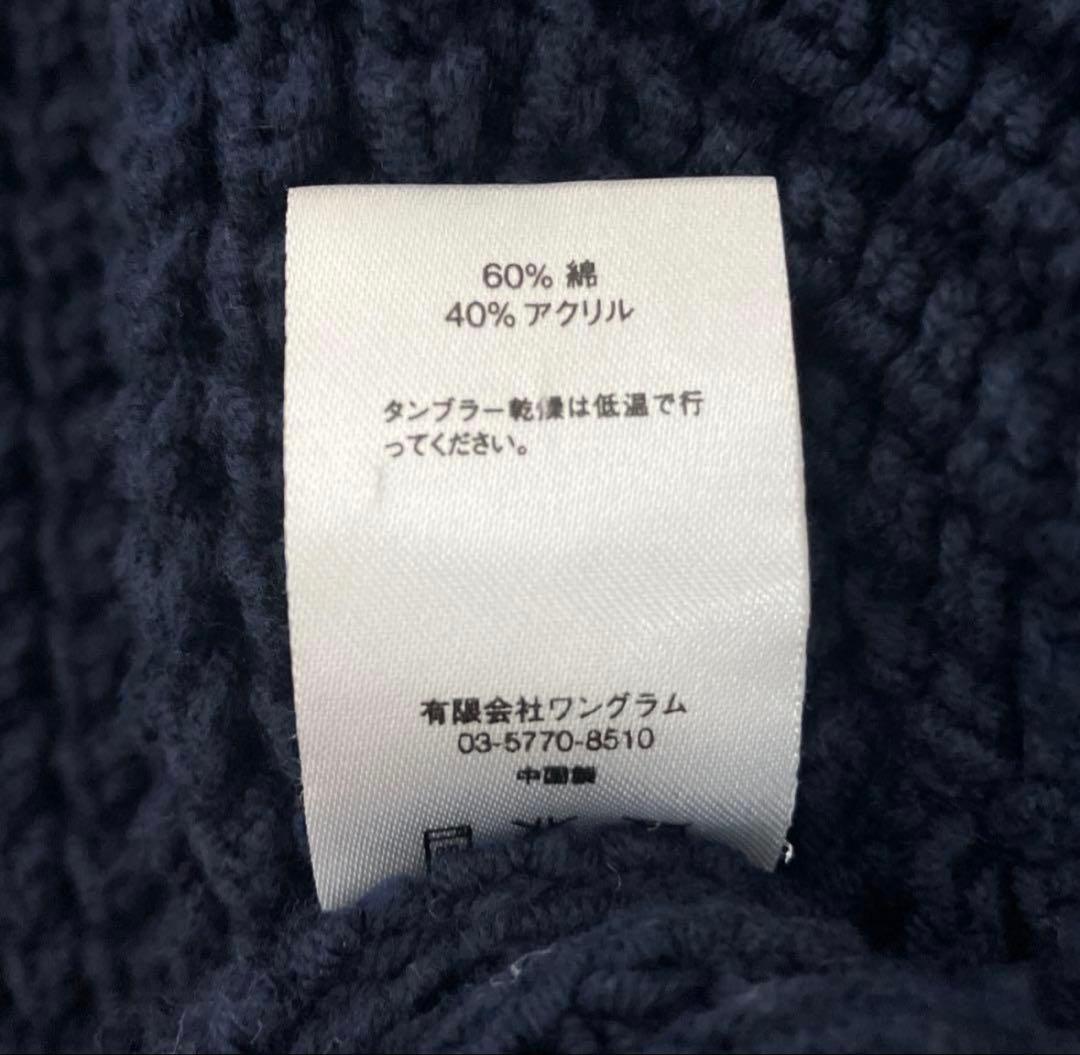 60% 綿
40% アクリル
タンブラー乾燥は低温で行
ってください。
有限会社ワングラム
03-5770-8510
中国製